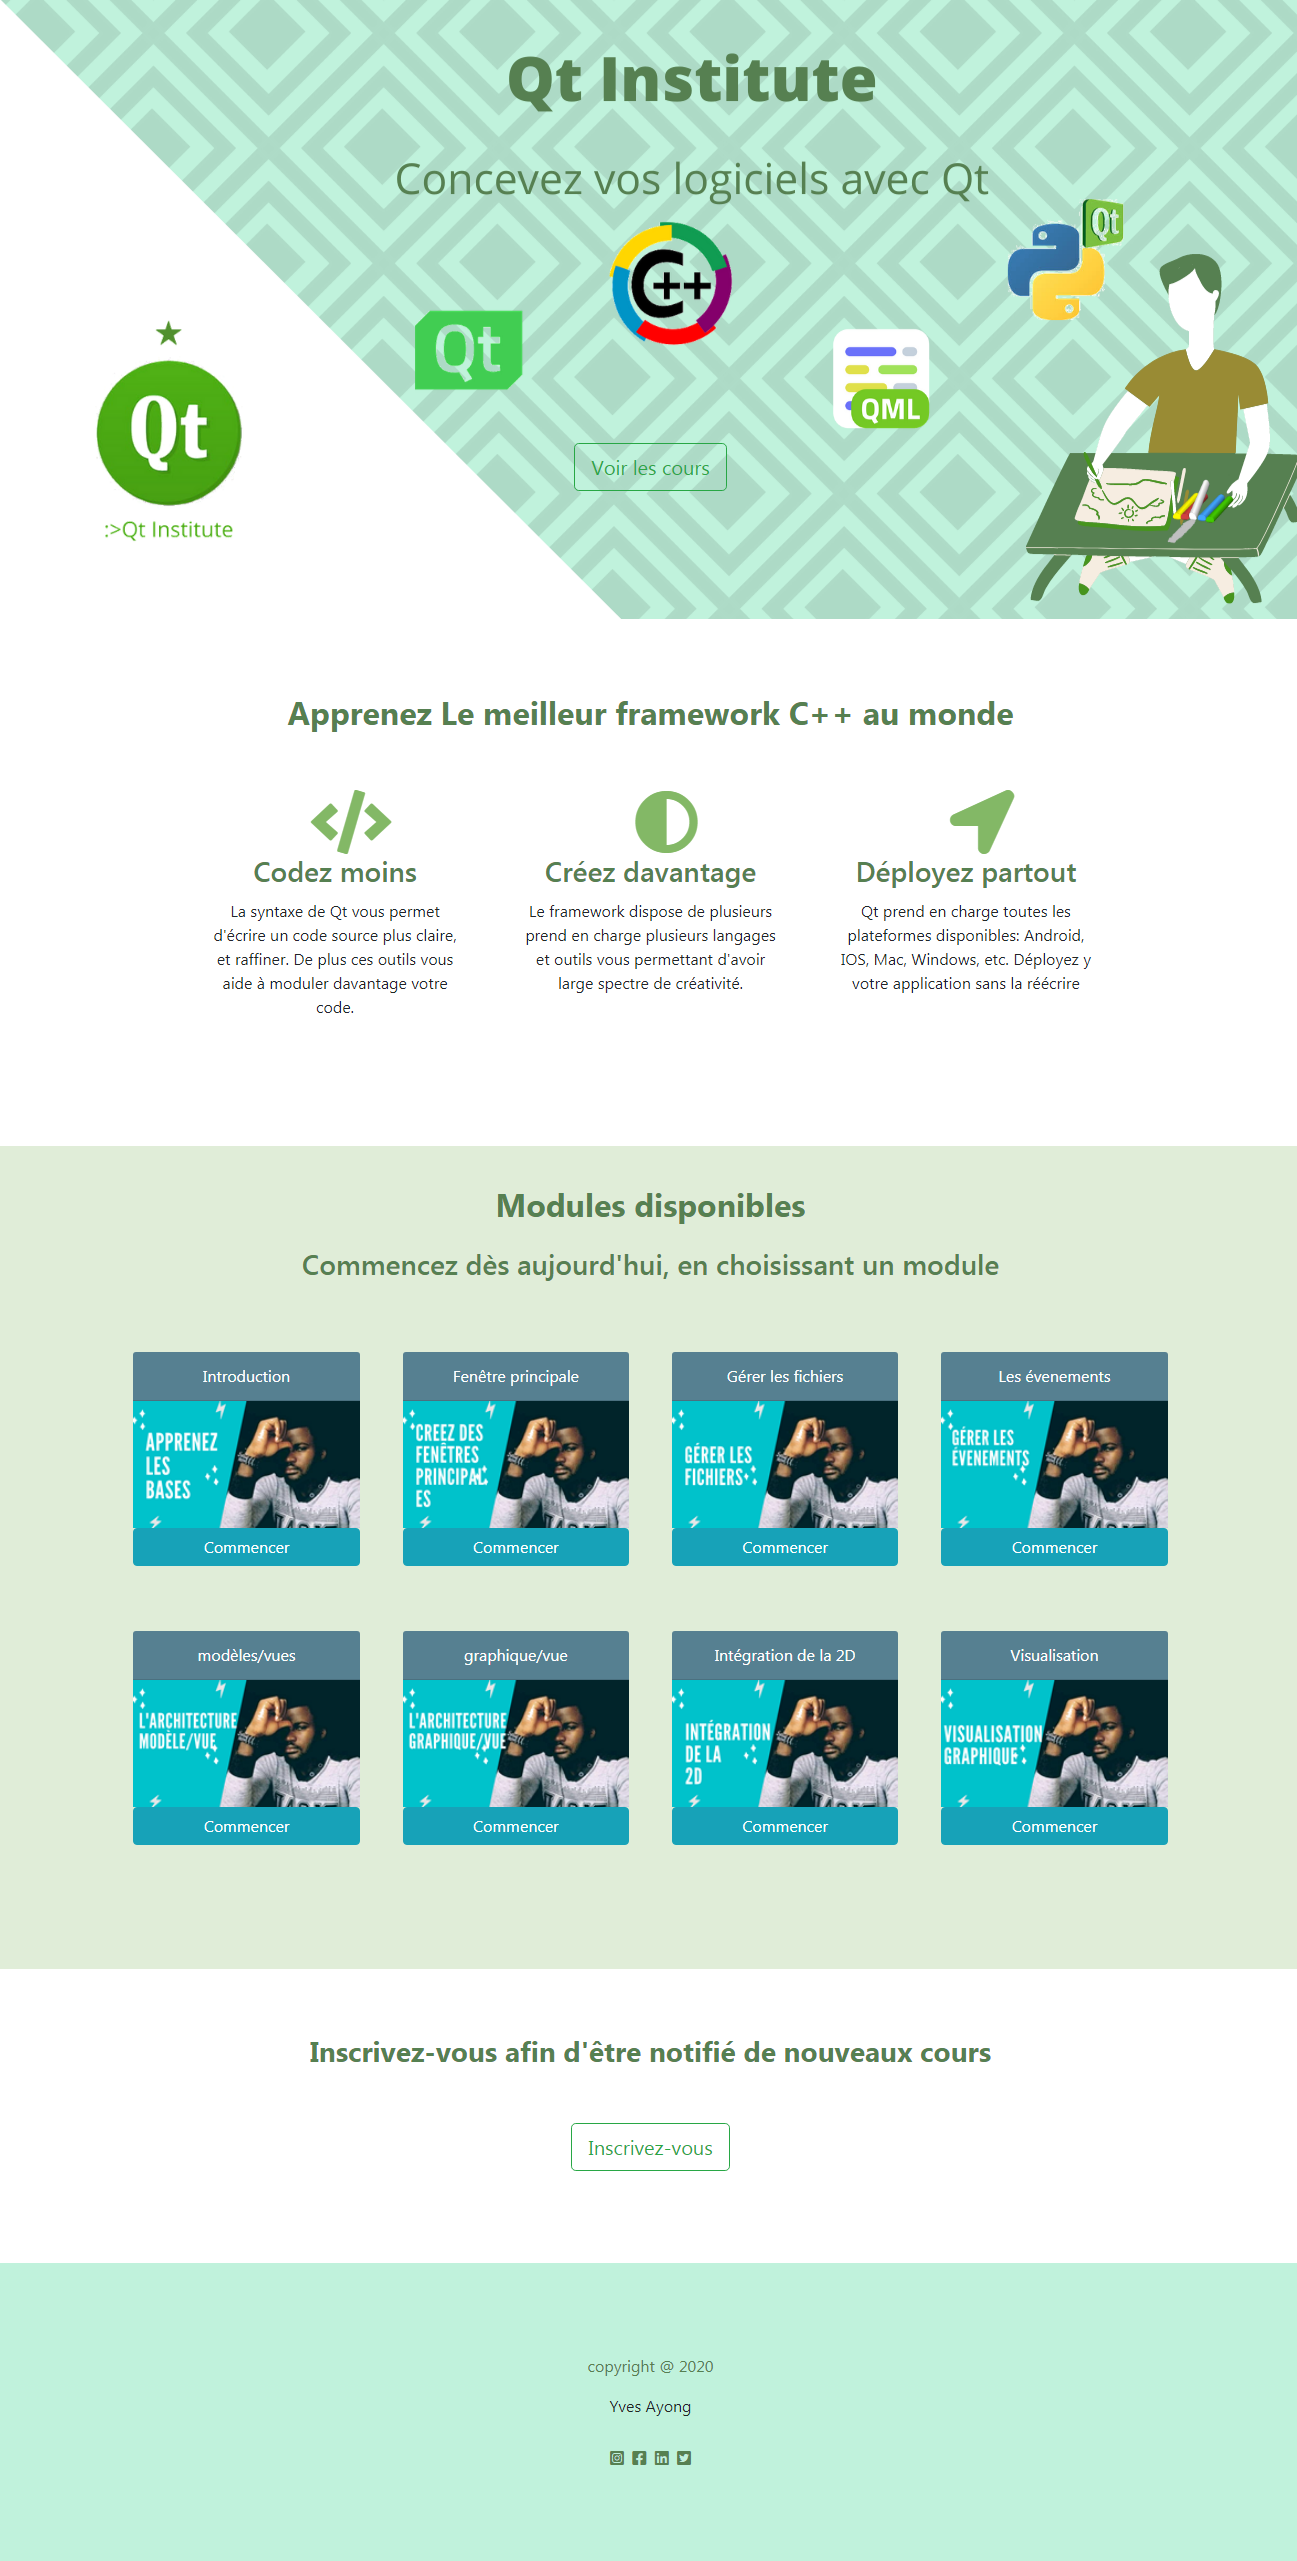 Qt Institute
Concevez vos logiciels avec Qt
Qt
C++
Qt
QML
Qt
:>Qt Institute
Voir les cours
Apprenez Le meilleur framework C++ au monde
Codez moins
La syntaxe de Qt vous permet
d'écrire un code source plus claire,
et raffiner. De plus ces outils vous
aide à moduler davantage votre
code.
Créez davantage
Le framework dispose de plusieurs
prend en charge plusieurs langages
et outils vous permettant d'avoir
large spectre de créativité.
Déployez partout
Qt prend en charge toutes les
plateformes disponibles: Android,
IOS, Mac, Windows, etc. Déployez y
votre application sans la réécrire
Modules disponibles
Commencez dès aujourd'hui, en choisissant un module
Introduction
APPRENEZ
LES
BASES
Commencer
Fenêtre principale
CREEZ DES
FENÊTRES
PRINCIPAL
ES
Commencer
Gérer les fichiers
GÉRER LES
FICHIERS
Commencer
Les évenements
GÉRER LES
ÉVENEMENTS
Commencer
modèles/vues
L'ARCHITECTURE
MODÈLE/VUE
Commencer
graphique/vue
L'ARCHITECTURE
GRAPHIQUE/VUE
Commencer
Intégration de la 2D
INTÉGRATION
DE LA
2D
Commencer
Visualisation
VISUALISATION
GRAPHIQUE
Commencer
Inscrivez-vous afin d'être notifié de nouveaux cours
Inscrivez-vous
copyright @ 2020
Yves Ayong